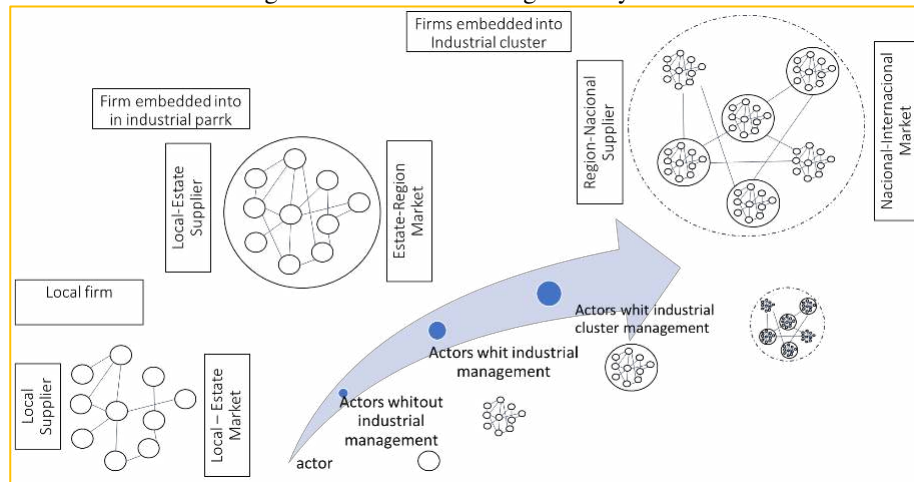 Firms embedded into
Industrial cluster
Region-Nacional
Supplier
Nacional-Internacional
Market
Firm embedded into
in industrial parrk
Local-Estate
Supplier
Estate-Region
Market
Local firm
Local
Supplier
Local – Estate
Market
Actors whit industrial
cluster management
Actors whit industrial
management
Actors whitout
industrial
management
actor